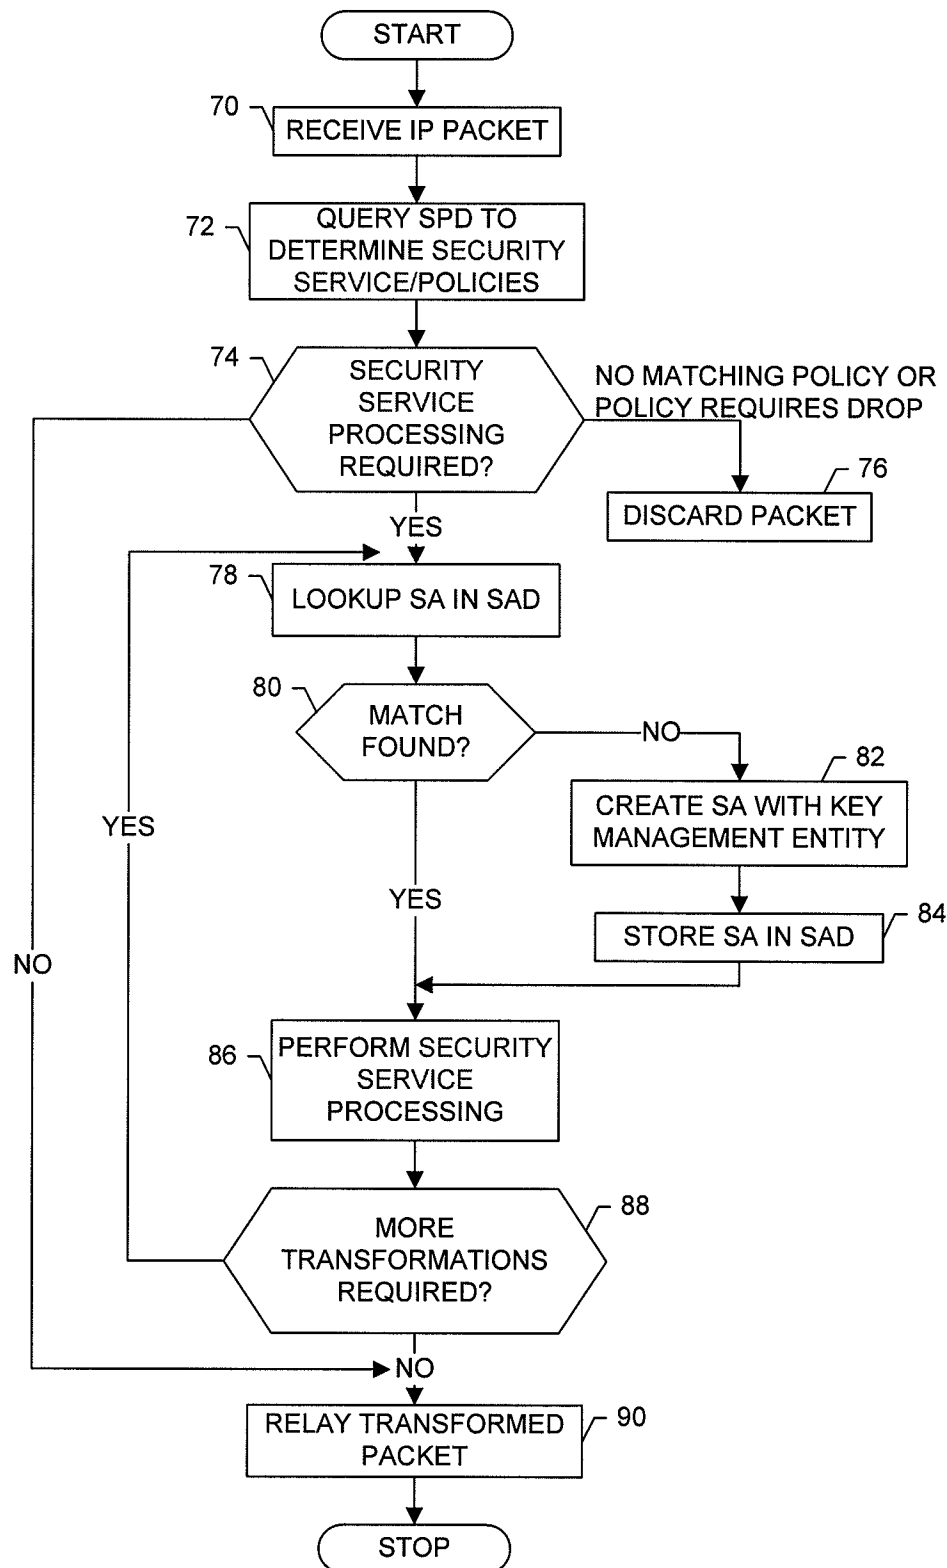 START
70
RECEIVE IP PACKET
72
QUERY SPD TO
DETERMINE SECURITY
SERVICE/POLICIES
74
SECURITY
SERVICE
PROCESSING
REQUIRED?
NO MATCHING POLICY OR
POLICY REQUIRES DROP
76
DISCARD PACKET
YES
78
LOOKUP SA IN SAD
80
MATCH
FOUND?
NO
82
CREATE SA WITH KEY
MANAGEMENT ENTITY
YES
YES
84
STORE SA IN SAD
NO
86
PERFORM SECURITY
SERVICE
PROCESSING
88
MORE
TRANSFORMATIONS
REQUIRED?
NO
RELAY TRANSFORMED
PACKET
90
STOP